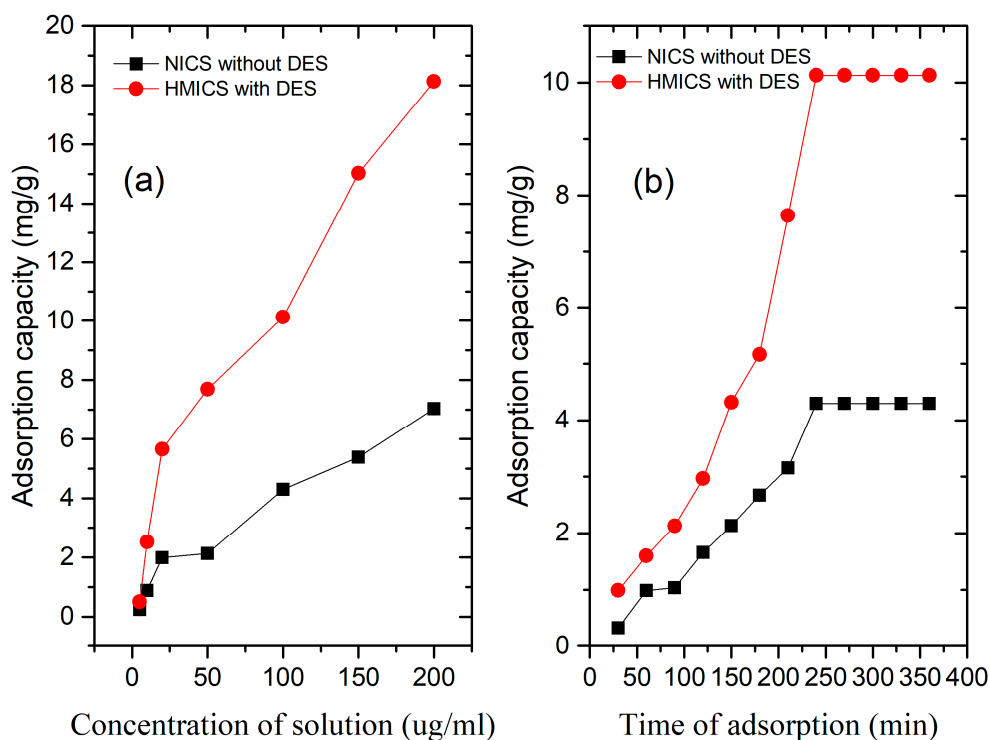 20
18
16
14
12
10
8
6
4
2
0
Adsorption capacity (mg/g)
NICS without DES
HMICS with DES
(a)
0 50 100 150 200
Concentration of solution (ug/ml)
10
8
6
4
2
0
Adsorption capacity (mg/g)
NICS without DES
HMICS with DES
(b)
0 50 100 150 200 250 300 350 400
Time of adsorption (min)